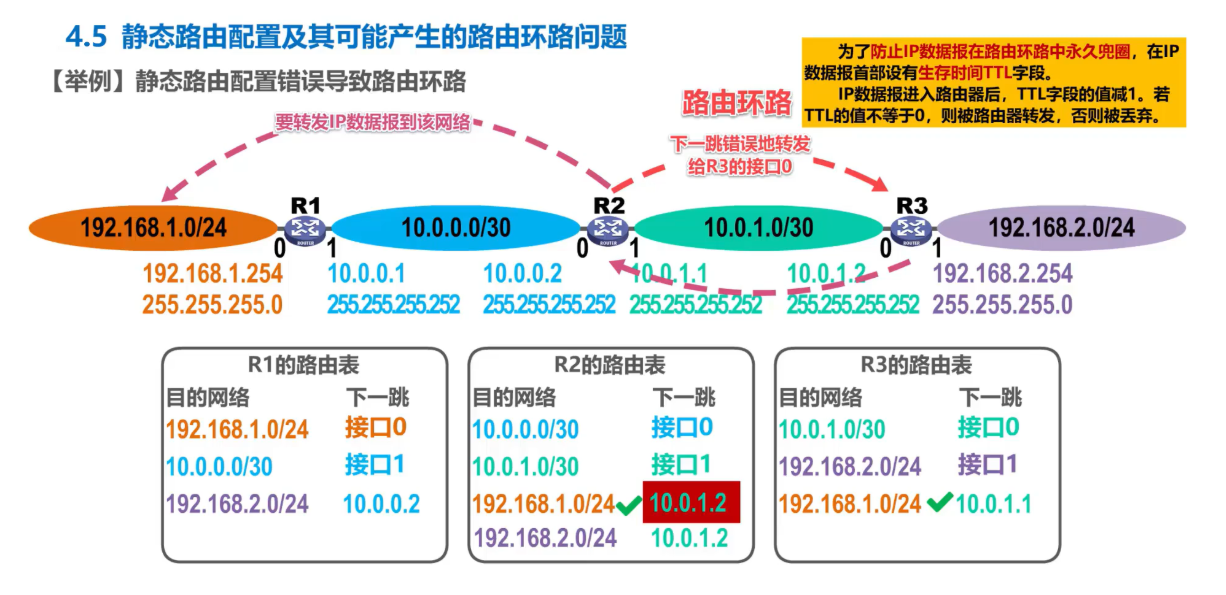 4.5 静态路由配置及其可能产生的路由环路问题
【举例】静态路由配置错误导致路由环路
为了防止IP数据报在路由环路中永久兜圈，在IP
数据报首部设有生存时间TTL字段。
IP数据报进入路由器后，TTL字段的值减1。若
TTL的值不等于0，则被路由器转发，否则被丢弃。
路由环路
要转发IP数据报到该网络
下一跳错误地转发
给R3的接口0
R1 R2 R3
192.168.1.0/24 10.0.0.0/30 10.0.1.0/30 192.168.2.0/24
ROUTER ROUTER ROUTER
0 1 0 1 0 1
192.168.1.254 10.0.0.1 10.0.0.2 10.0.1.1 10.0.1.2 192.168.2.254
255.255.255.0 255.255.255.252 255.255.255.252 255.255.255.252 255.255.255.252 255.255.255.0
R1的路由表
目的网络 下一跳
192.168.1.0/24 接口0
10.0.0.0/30 接口1
192.168.2.0/24 10.0.0.2
R2的路由表
目的网络 下一跳
10.0.0.0/30 接口0
10.0.1.0/30 接口1
192.168.1.0/24 10.0.1.2
192.168.2.0/24 10.0.1.2
R3的路由表
目的网络 下一跳
10.0.1.0/30 接口0
192.168.2.0/24 接口1
192.168.1.0/24 10.0.1.1